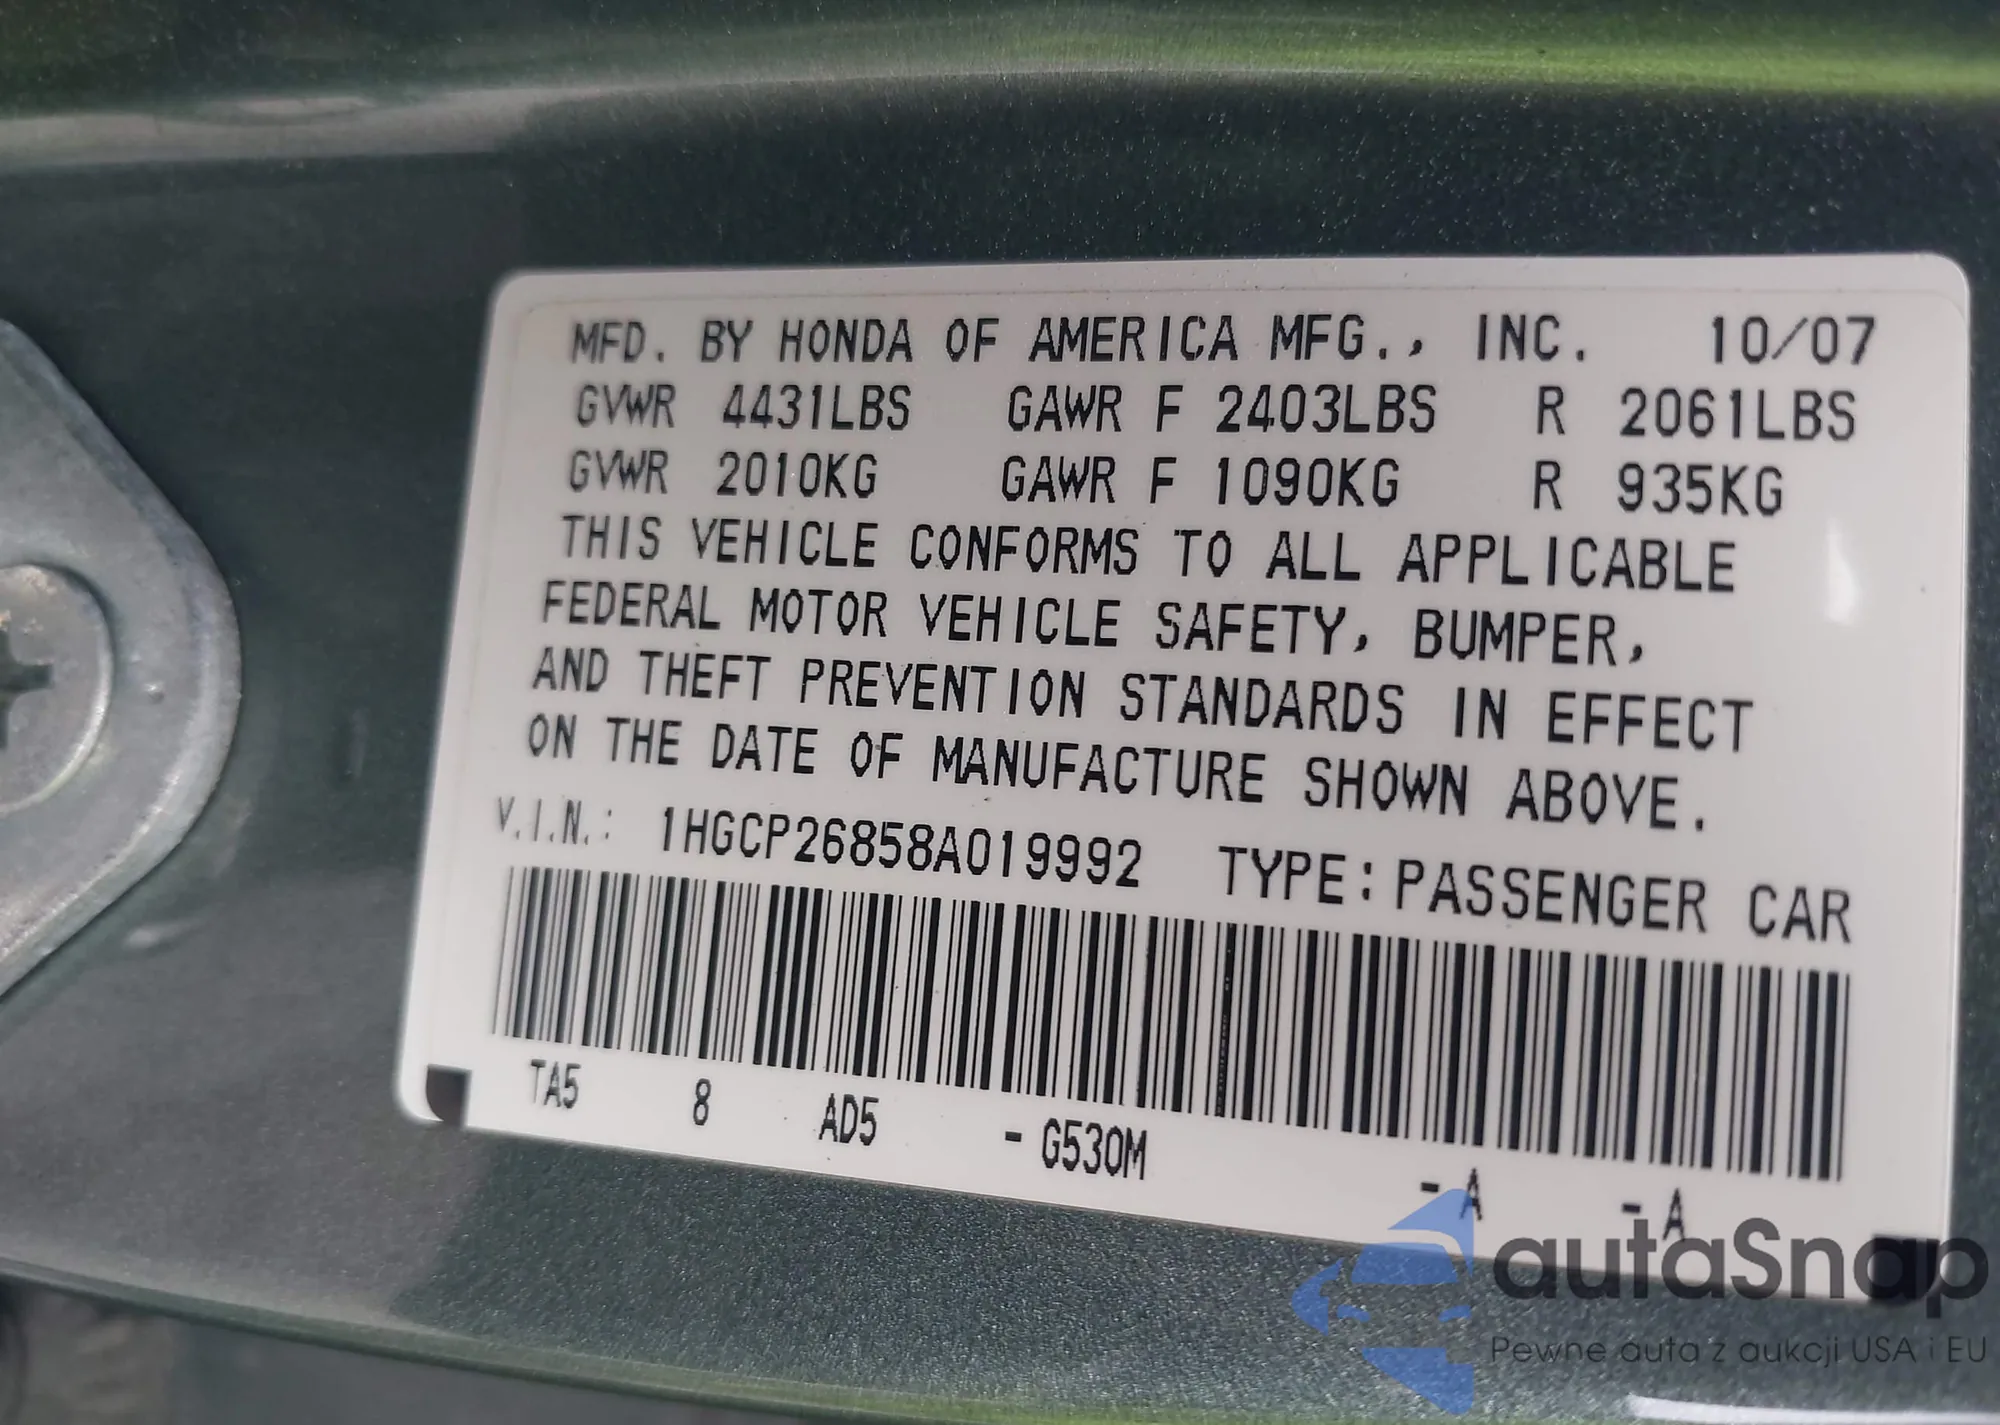 MFD. BY HONDA OF AMERICA MFG., INC. 10/07
GVWR 4431LBS GAWR F 2403LBS R 2061LBS
GVWR 2010KG GAWR F 1090KG R 935KG
THIS VEHICLE CONFORMS TO ALL APPLICABLE
FEDERAL MOTOR VEHICLE SAFETY, BUMPER,
AND THEFT PREVENTION STANDARDS IN EFFECT
ON THE DATE OF MANUFACTURE SHOWN ABOVE.
V.I.N.: 1HGCP26858A019992 TYPE:PASSENGER CAR
TA5 8 AD5 -G530M -A -A
autaSnap
Pewne auta z aukcji USA i EU